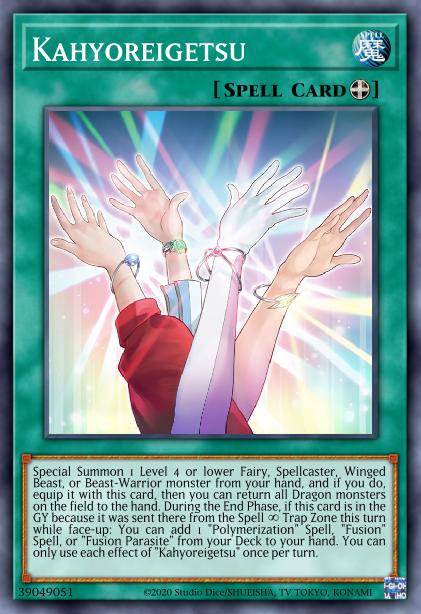 KAHYOREIGETSU
SPELL
魔
[SPELL CARD]
Special Summon 1 Level 4 or lower Fairy, Spellcaster, Winged
Beast, or Beast-Warrior monster from your hand, and if you do,
equip it with this card, then you can return all Dragon monsters
on the field to the hand. During the End Phase, if this card is in the
GY because it was sent there from the Spell ∞ Trap Zone this turn
while face-up: You can add 1 "Polymerization" Spell, "Fusion"
Spell, or "Fusion Parasite" from your Deck to your hand. You can
only use each effect of "Kahyoreigetsu" once per turn.
39049051 ©2020 Studio Dice/SHUEISHA, TV TOKYO, KONAMI